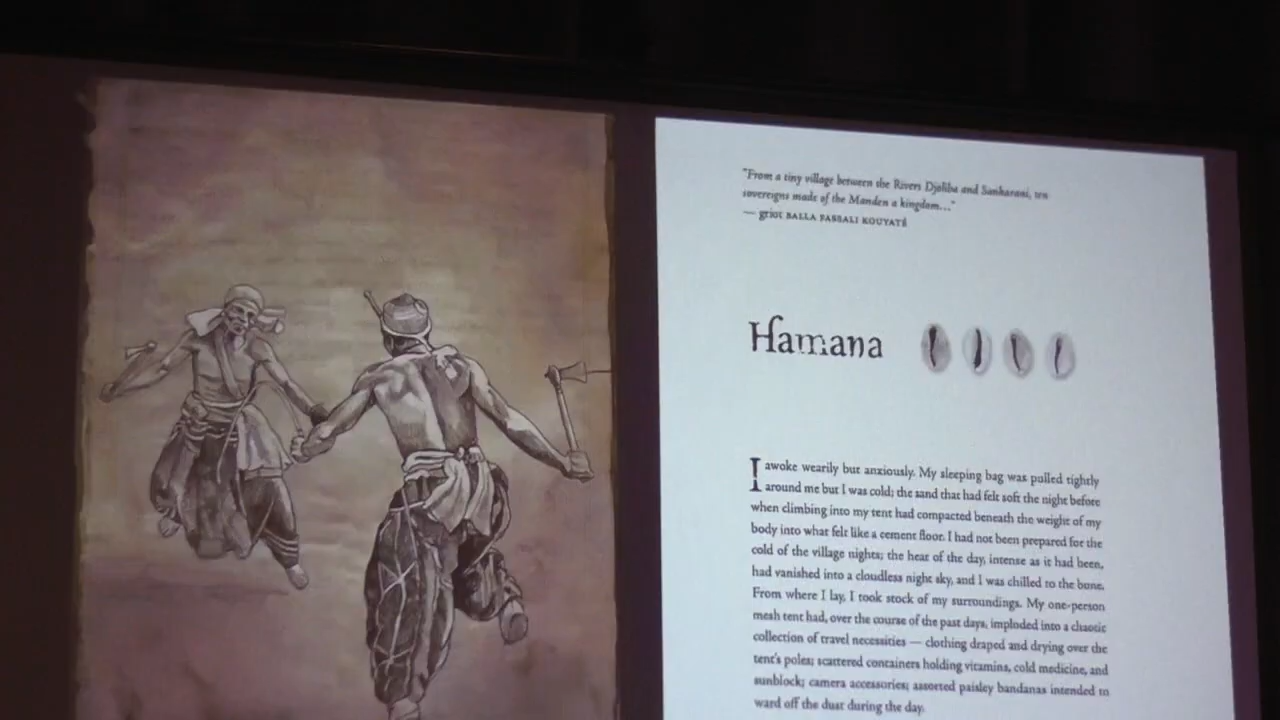 "From a tiny village between the Rivers Djoliba and Sankarani, ten
sovereigns made of the Manden a kingdom..."
— griot BALLA FASSALI KOUYATÉ
Hamana
I awoke wearily but anxiously. My sleeping bag was pulled tightly
around me but I was cold; the sand that had felt soft the night before
when climbing into my tent had compacted beneath the weight of my
body into what felt like a cement floor. I had not been prepared for the
cold of the village nights; the heat of the day, intense as it had been,
had vanished into a cloudless night sky, and I was chilled to the bone.
From where I lay, I took stock of my surroundings. My one-person
mesh tent had, over the course of the past days, imploded into a chaotic
collection of travel necessities — clothing draped and drying over the
tent's poles; scattered containers holding vitamins, cold medicine, and
sunblock; camera accessories; assorted paisley bandanas intended to
ward off the dust during the day.